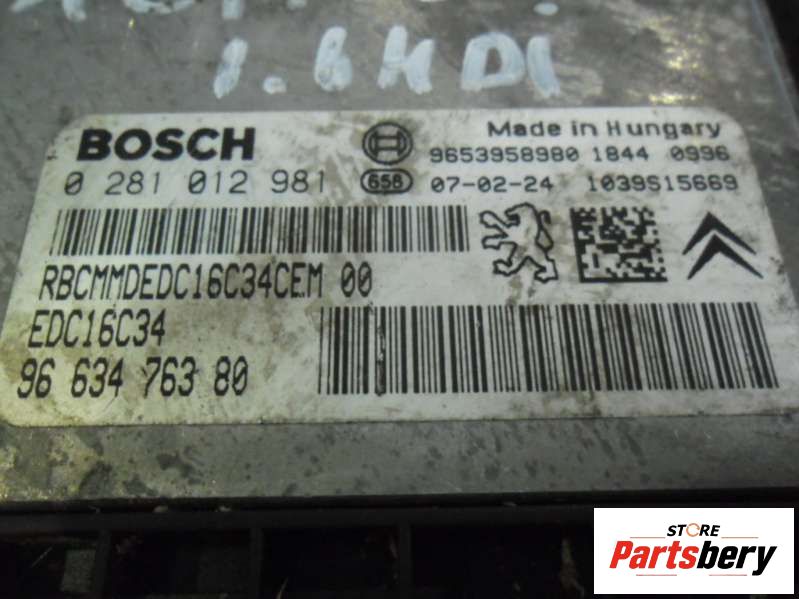 1.6HDi
BOSCH
Made in Hungary
9653958980 1844 0996
0 281 012 981
658
07-02-24 1039S15669
RBCMMDEDC16C34CEM 00
EDC16C34
96 634 763 80
STORE
Partsbery